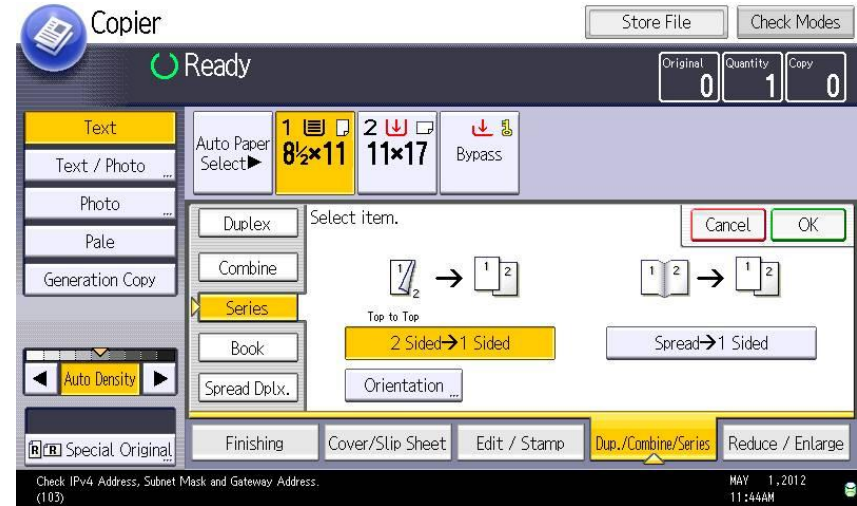 Copier
Store File
Check Modes
Ready
Original
0
Quantity
1
Copy
0
Text
Text / Photo
Photo
Pale
Generation Copy
Auto Paper
Select▶
1
8½×11
2
11×17
Bypass
Duplex
Combine
Series
Book
Spread Dplx.
Select item.
Cancel
OK
1
2
→
1
2
1
2
→
1
2
Top to Top
2 Sided→1 Sided
Spread→1 Sided
Orientation
◀ Auto Density ▶
R R Special Original
Finishing
Cover/Slip Sheet
Edit / Stamp
Dup./Combine/Series
Reduce / Enlarge
Check IPv4 Address, Subnet Mask and Gateway Address.
(103)
MAY 1,2012
11:44AM